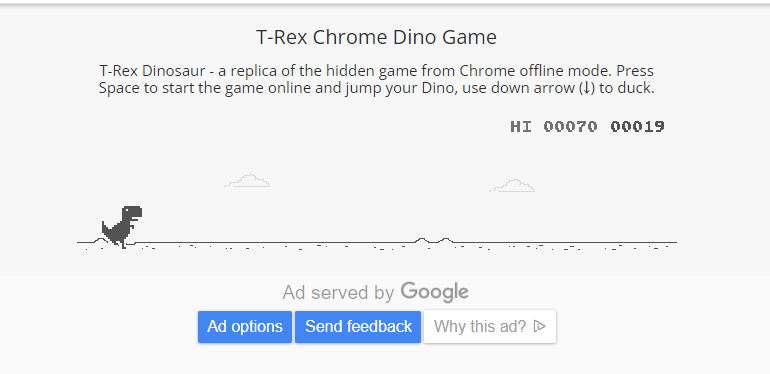 T-Rex Chrome Dino Game
T-Rex Dinosaur - a replica of the hidden game from Chrome offline mode. Press
Space to start the game online and jump your Dino, use down arrow (↓) to duck.
HI 00070 00019
Ad served by Google
Ad options Send feedback Why this ad?